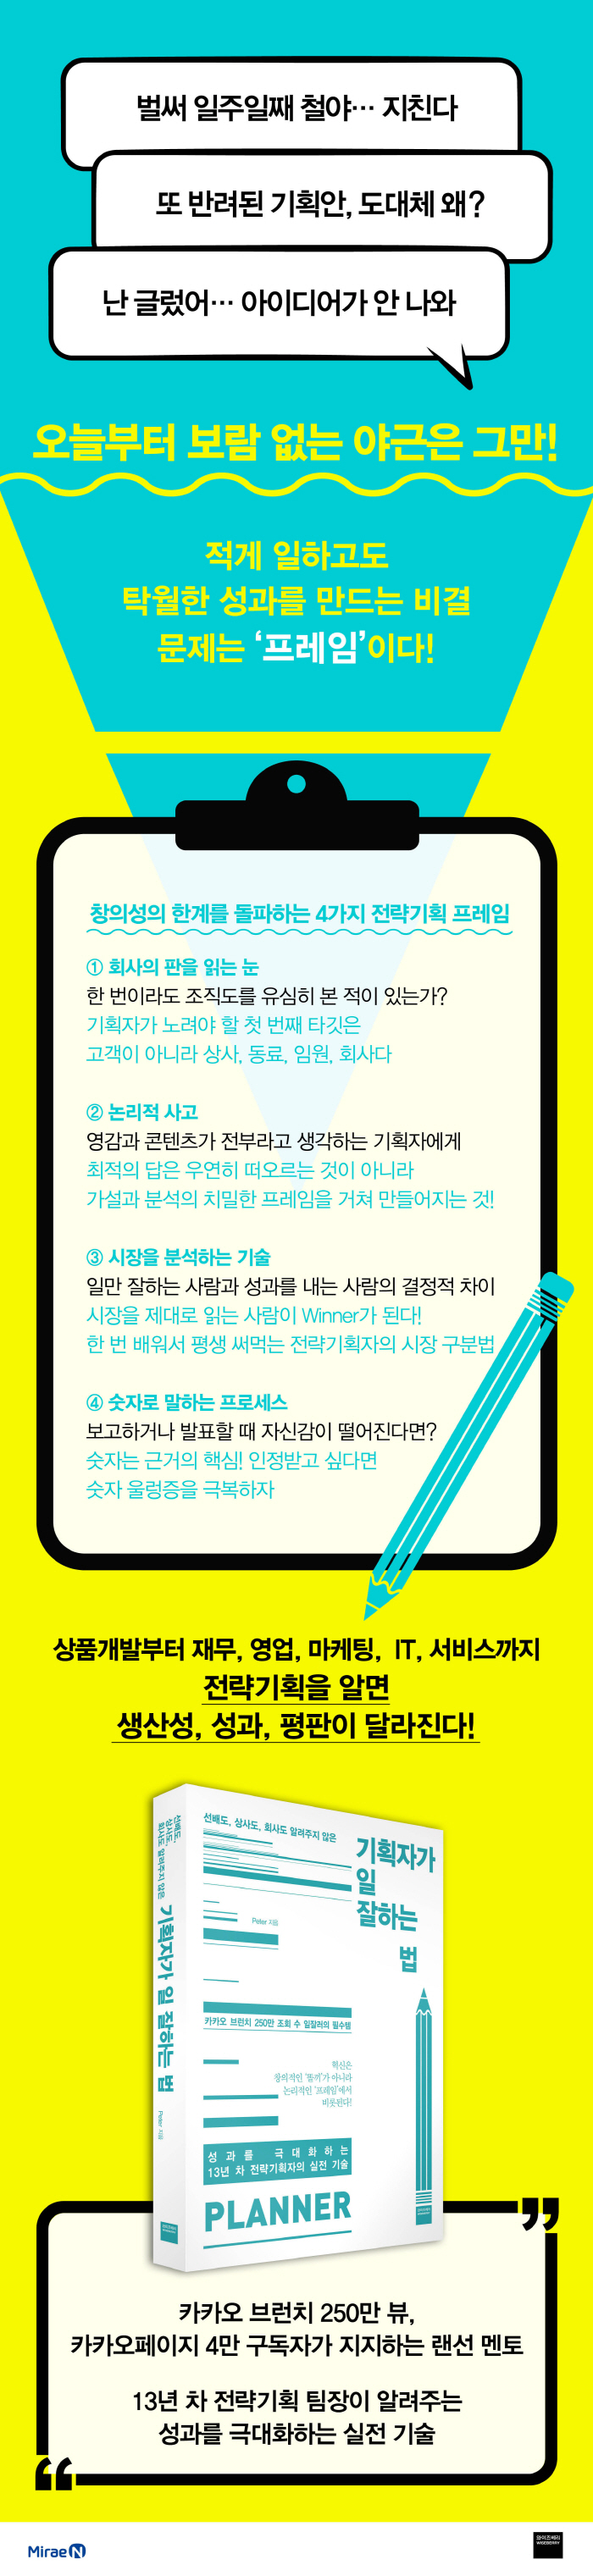 벌써 일주일째 철야… 지친다
또 반려된 기획안, 도대체 왜?
난 글렀어… 아이디어가 안 나와
오늘부터 보람 없는 야근은 그만!
적게 일하고도
탁월한 성과를 만드는 비결
문제는 ‘프레임’이다!
창의성의 한계를 돌파하는 4가지 전략기획 프레임
① 회사의 판을 읽는 눈
한 번이라도 조직도를 유심히 본 적이 있는가?
기획자가 노려야 할 첫 번째 타깃은
고객이 아니라 상사, 동료, 임원, 회사다
② 논리적 사고
영감과 콘텐츠가 전부라고 생각하는 기획자에게
최적의 답은 우연히 떠오르는 것이 아니라
가설과 분석의 치밀한 프레임을 거쳐 만들어지는 것!
③ 시장을 분석하는 기술
일만 잘하는 사람과 성과를 내는 사람의 결정적 차이
시장을 제대로 읽는 사람이 Winner가 된다!
한 번 배워서 평생 써먹는 전략기획자의 시장 구분법
④ 숫자로 말하는 프로세스
보고하거나 발표할 때 자신감이 떨어진다면?
숫자는 근거의 핵심! 인정받고 싶다면
숫자 울렁증을 극복하자
상품개발부터 재무, 영업, 마케팅, IT, 서비스까지
전략기획을 알면
생산성, 성과, 평판이 달라진다!
선배도,
상사도,
회사도 알려주지 않은
기획자가 일 잘하는 법
Peter 지음
선배도, 상사도, 회사도 알려주지 않은
기획자가
일
잘하는
법
Peter 지음
카카오 브런치 250만 조회 수 일잘러의 필수템
혁신은
창의적인 ‘똘끼’가 아니라
논리적인 ‘프레임’에서
비롯된다!
성과를 극대화하는
13년 차 전략기획자의 실전 기술
PLANNER
카카오 브런치 250만 뷰,
카카오페이지 4만 구독자가 지지하는 랜선 멘토
13년 차 전략기획 팀장이 알려주는
성과를 극대화하는 실전 기술
Mirae N
와이즈베리
WISEBERRY